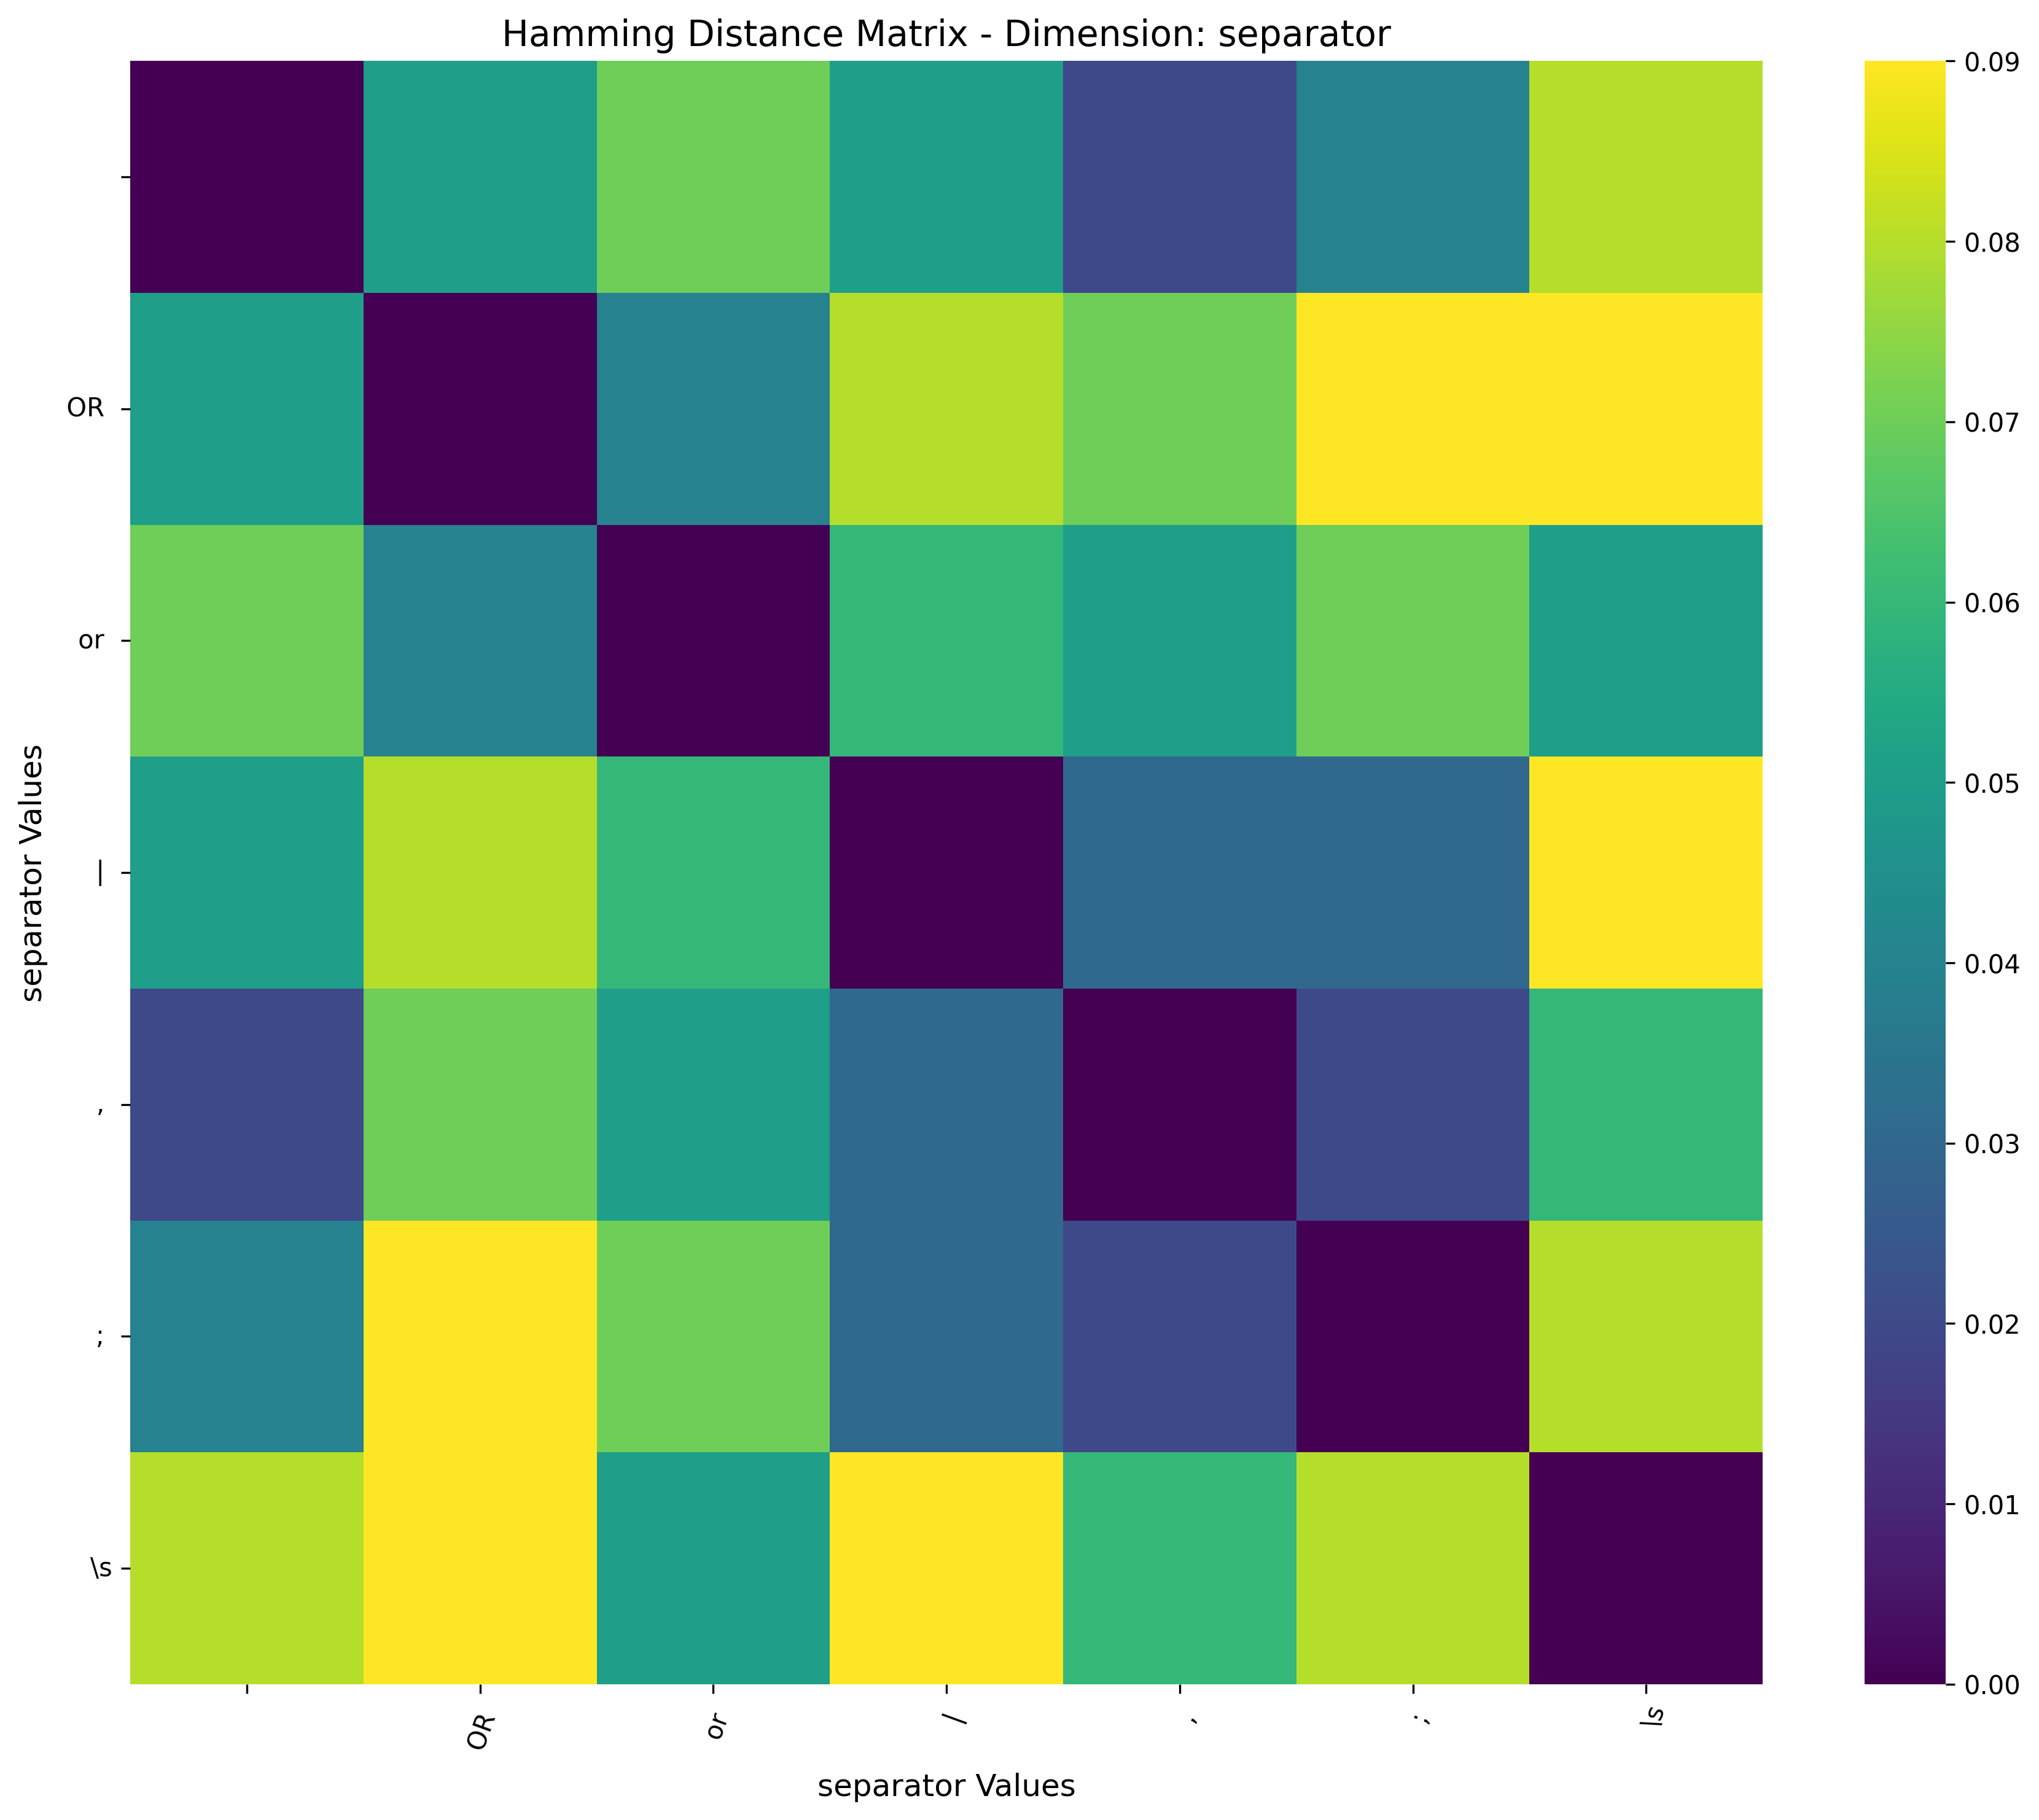 Hamming Distance Matrix - Dimension: separator
separator Values
OR
or
|
,
;
\s
OR
or
|
,
;
\s
separator Values
0.09
0.08
0.07
0.06
0.05
0.04
0.03
0.02
0.01
0.00